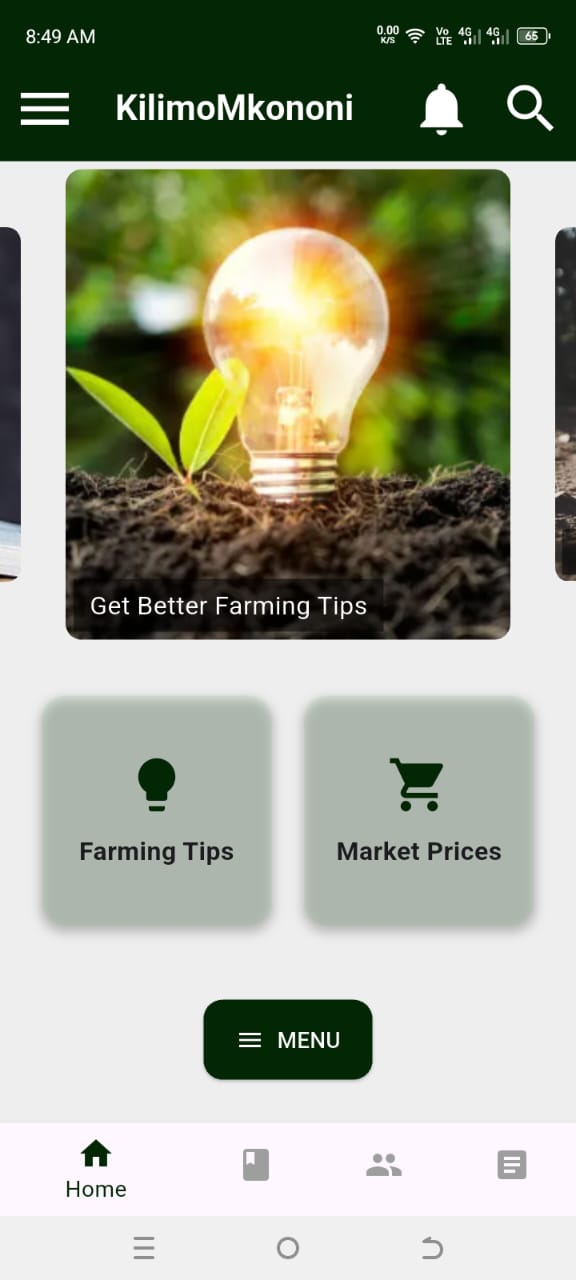 8:49 AM 0.00 K/S Vo LTE 4G 4G 65
KilimoMkononi
Get Better Farming Tips
Farming Tips Market Prices
MENU
Home